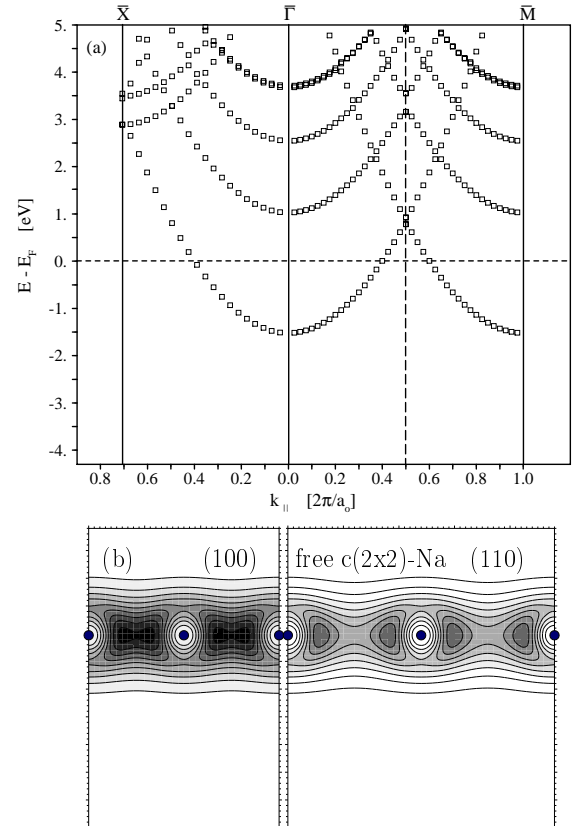 X̅ Γ̅ M̅
(a)
5.
4.
3.
2.
1.
0.
-1.
-2.
-3.
-4.
E - E_F [eV]
0.8 0.6 0.4 0.2 0.0 0.2 0.4 0.6 0.8 1.0
k_|| [2π/a_o]
(b) (100) free c(2x2)-Na (110)